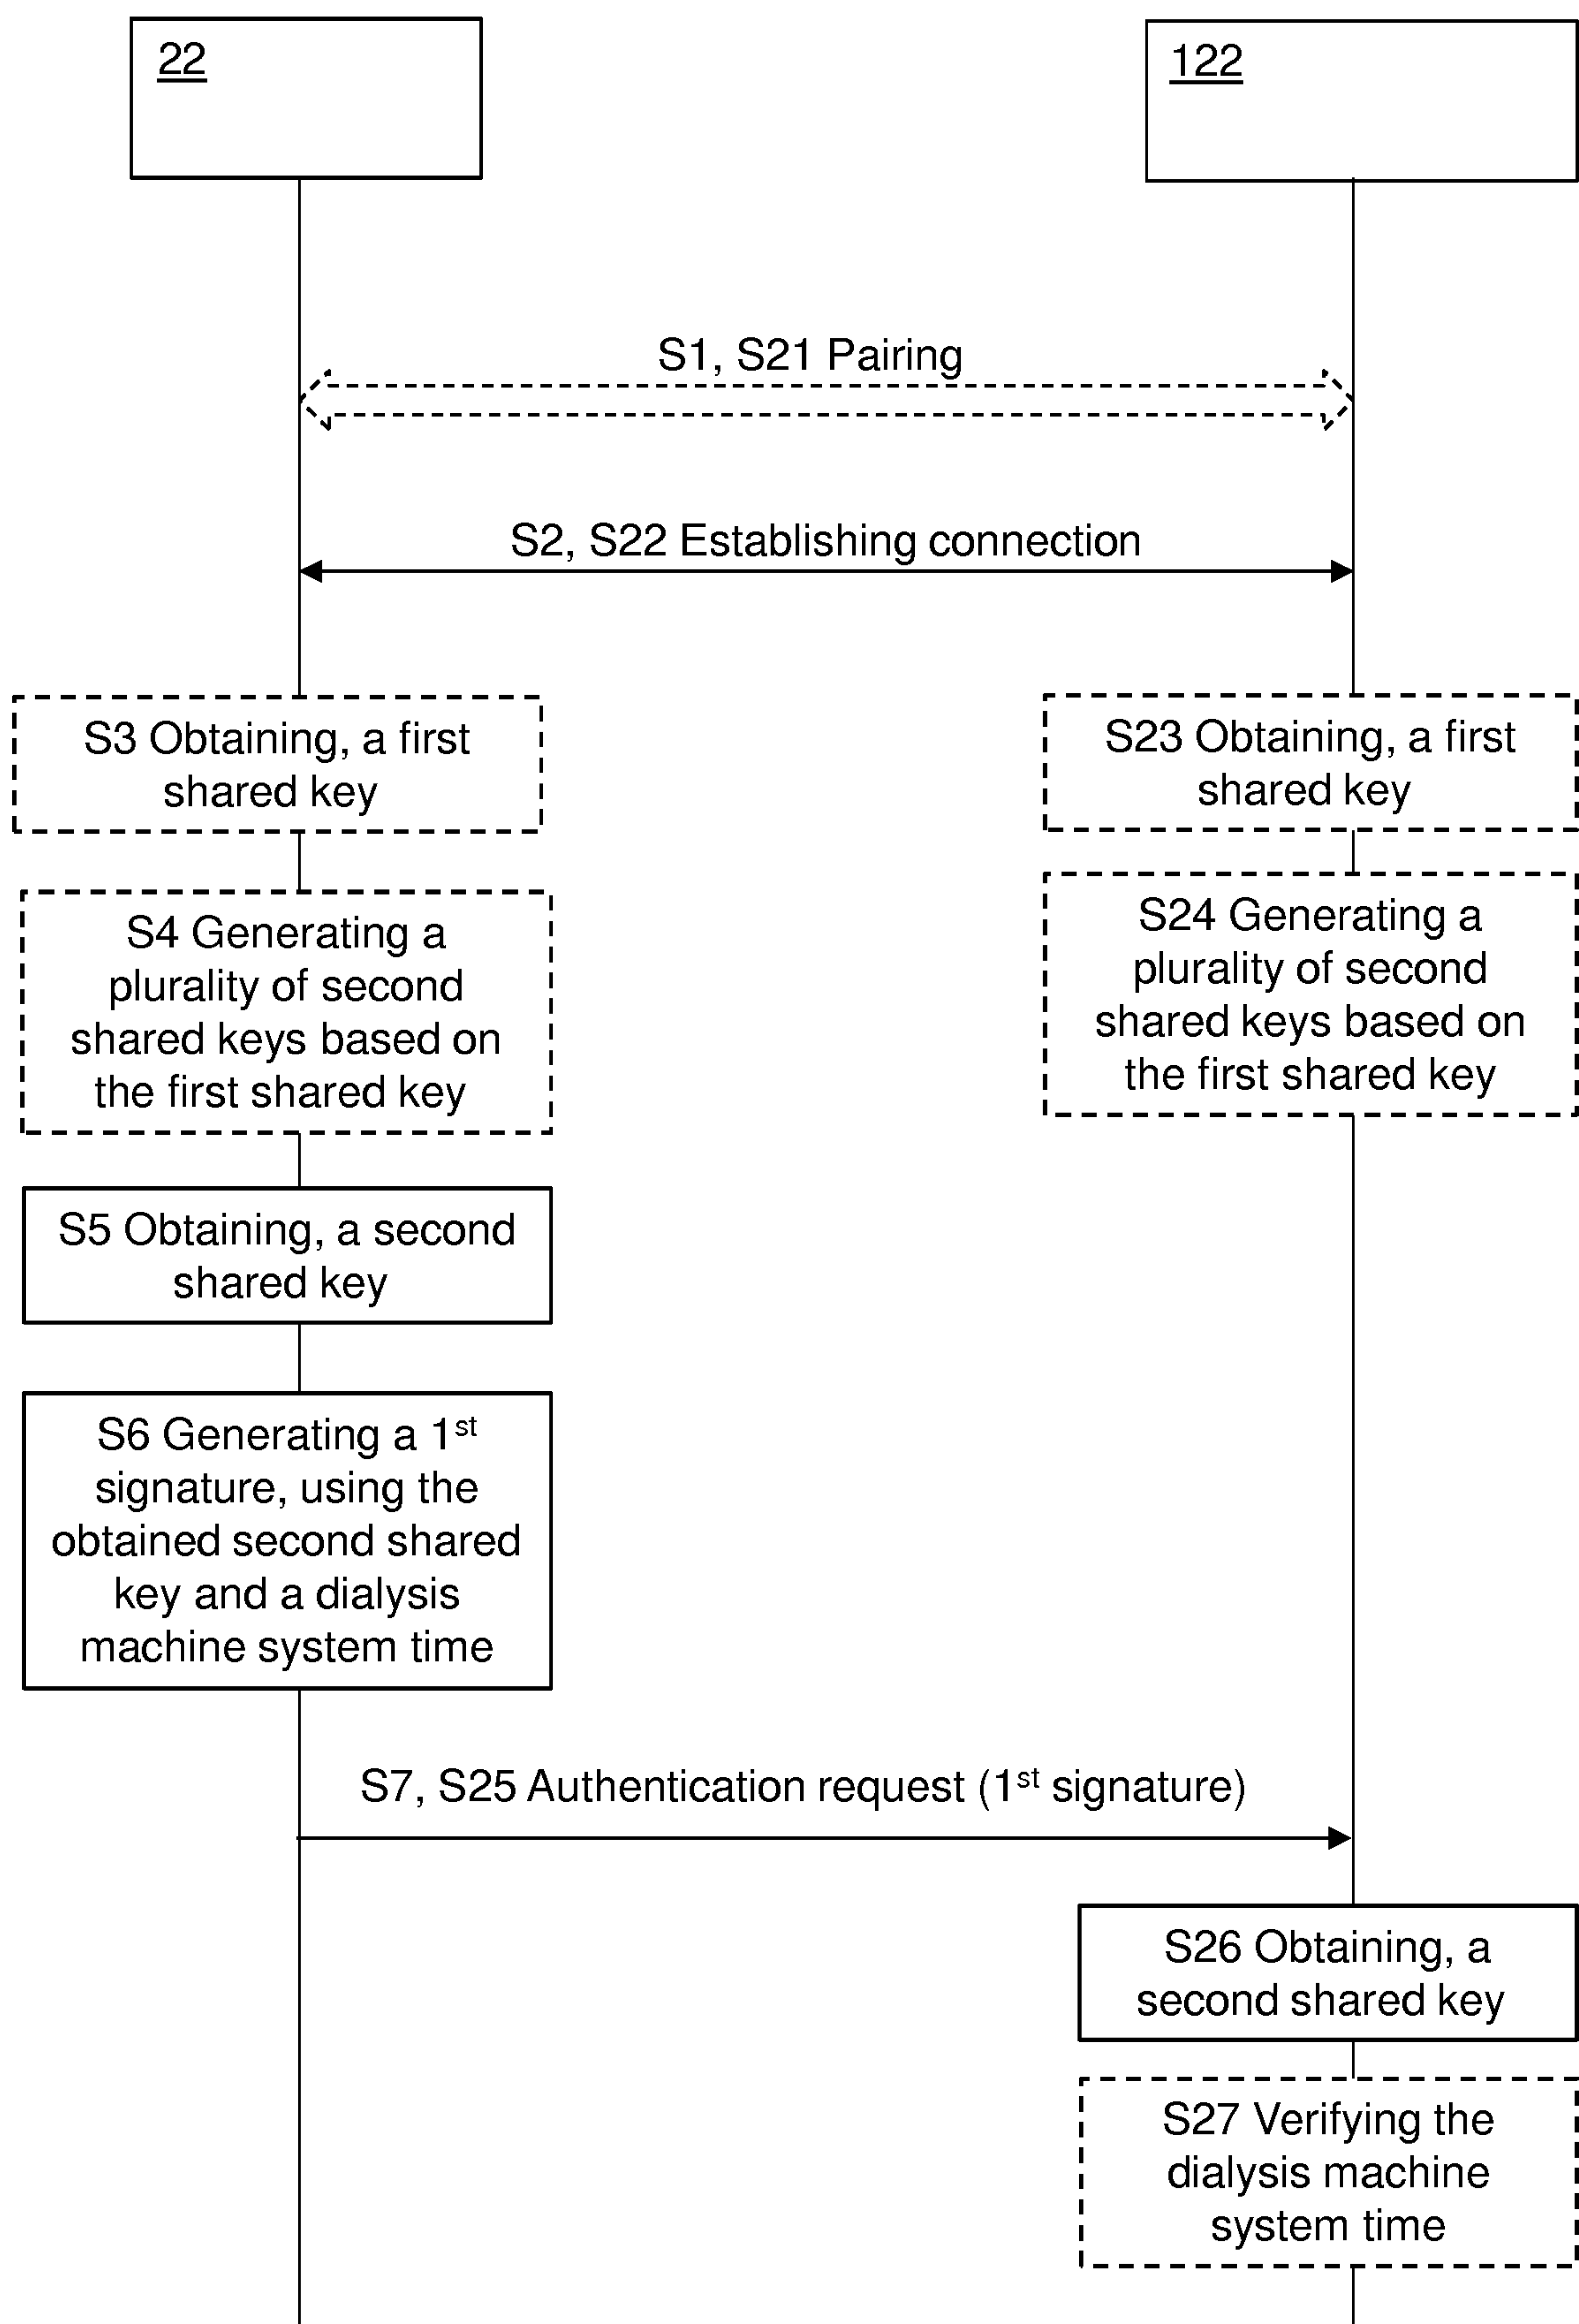 22
122
S1, S21 Pairing
S2, S22 Establishing connection
S3 Obtaining, a first
shared key
S23 Obtaining, a first
shared key
S4 Generating a
plurality of second
shared keys based on
the first shared key
S24 Generating a
plurality of second
shared keys based on
the first shared key
S5 Obtaining, a second
shared key
S6 Generating a 1st
signature, using the
obtained second shared
key and a dialysis
machine system time
S7, S25 Authentication request (1st signature)
S26 Obtaining, a
second shared key
S27 Verifying the
dialysis machine
system time